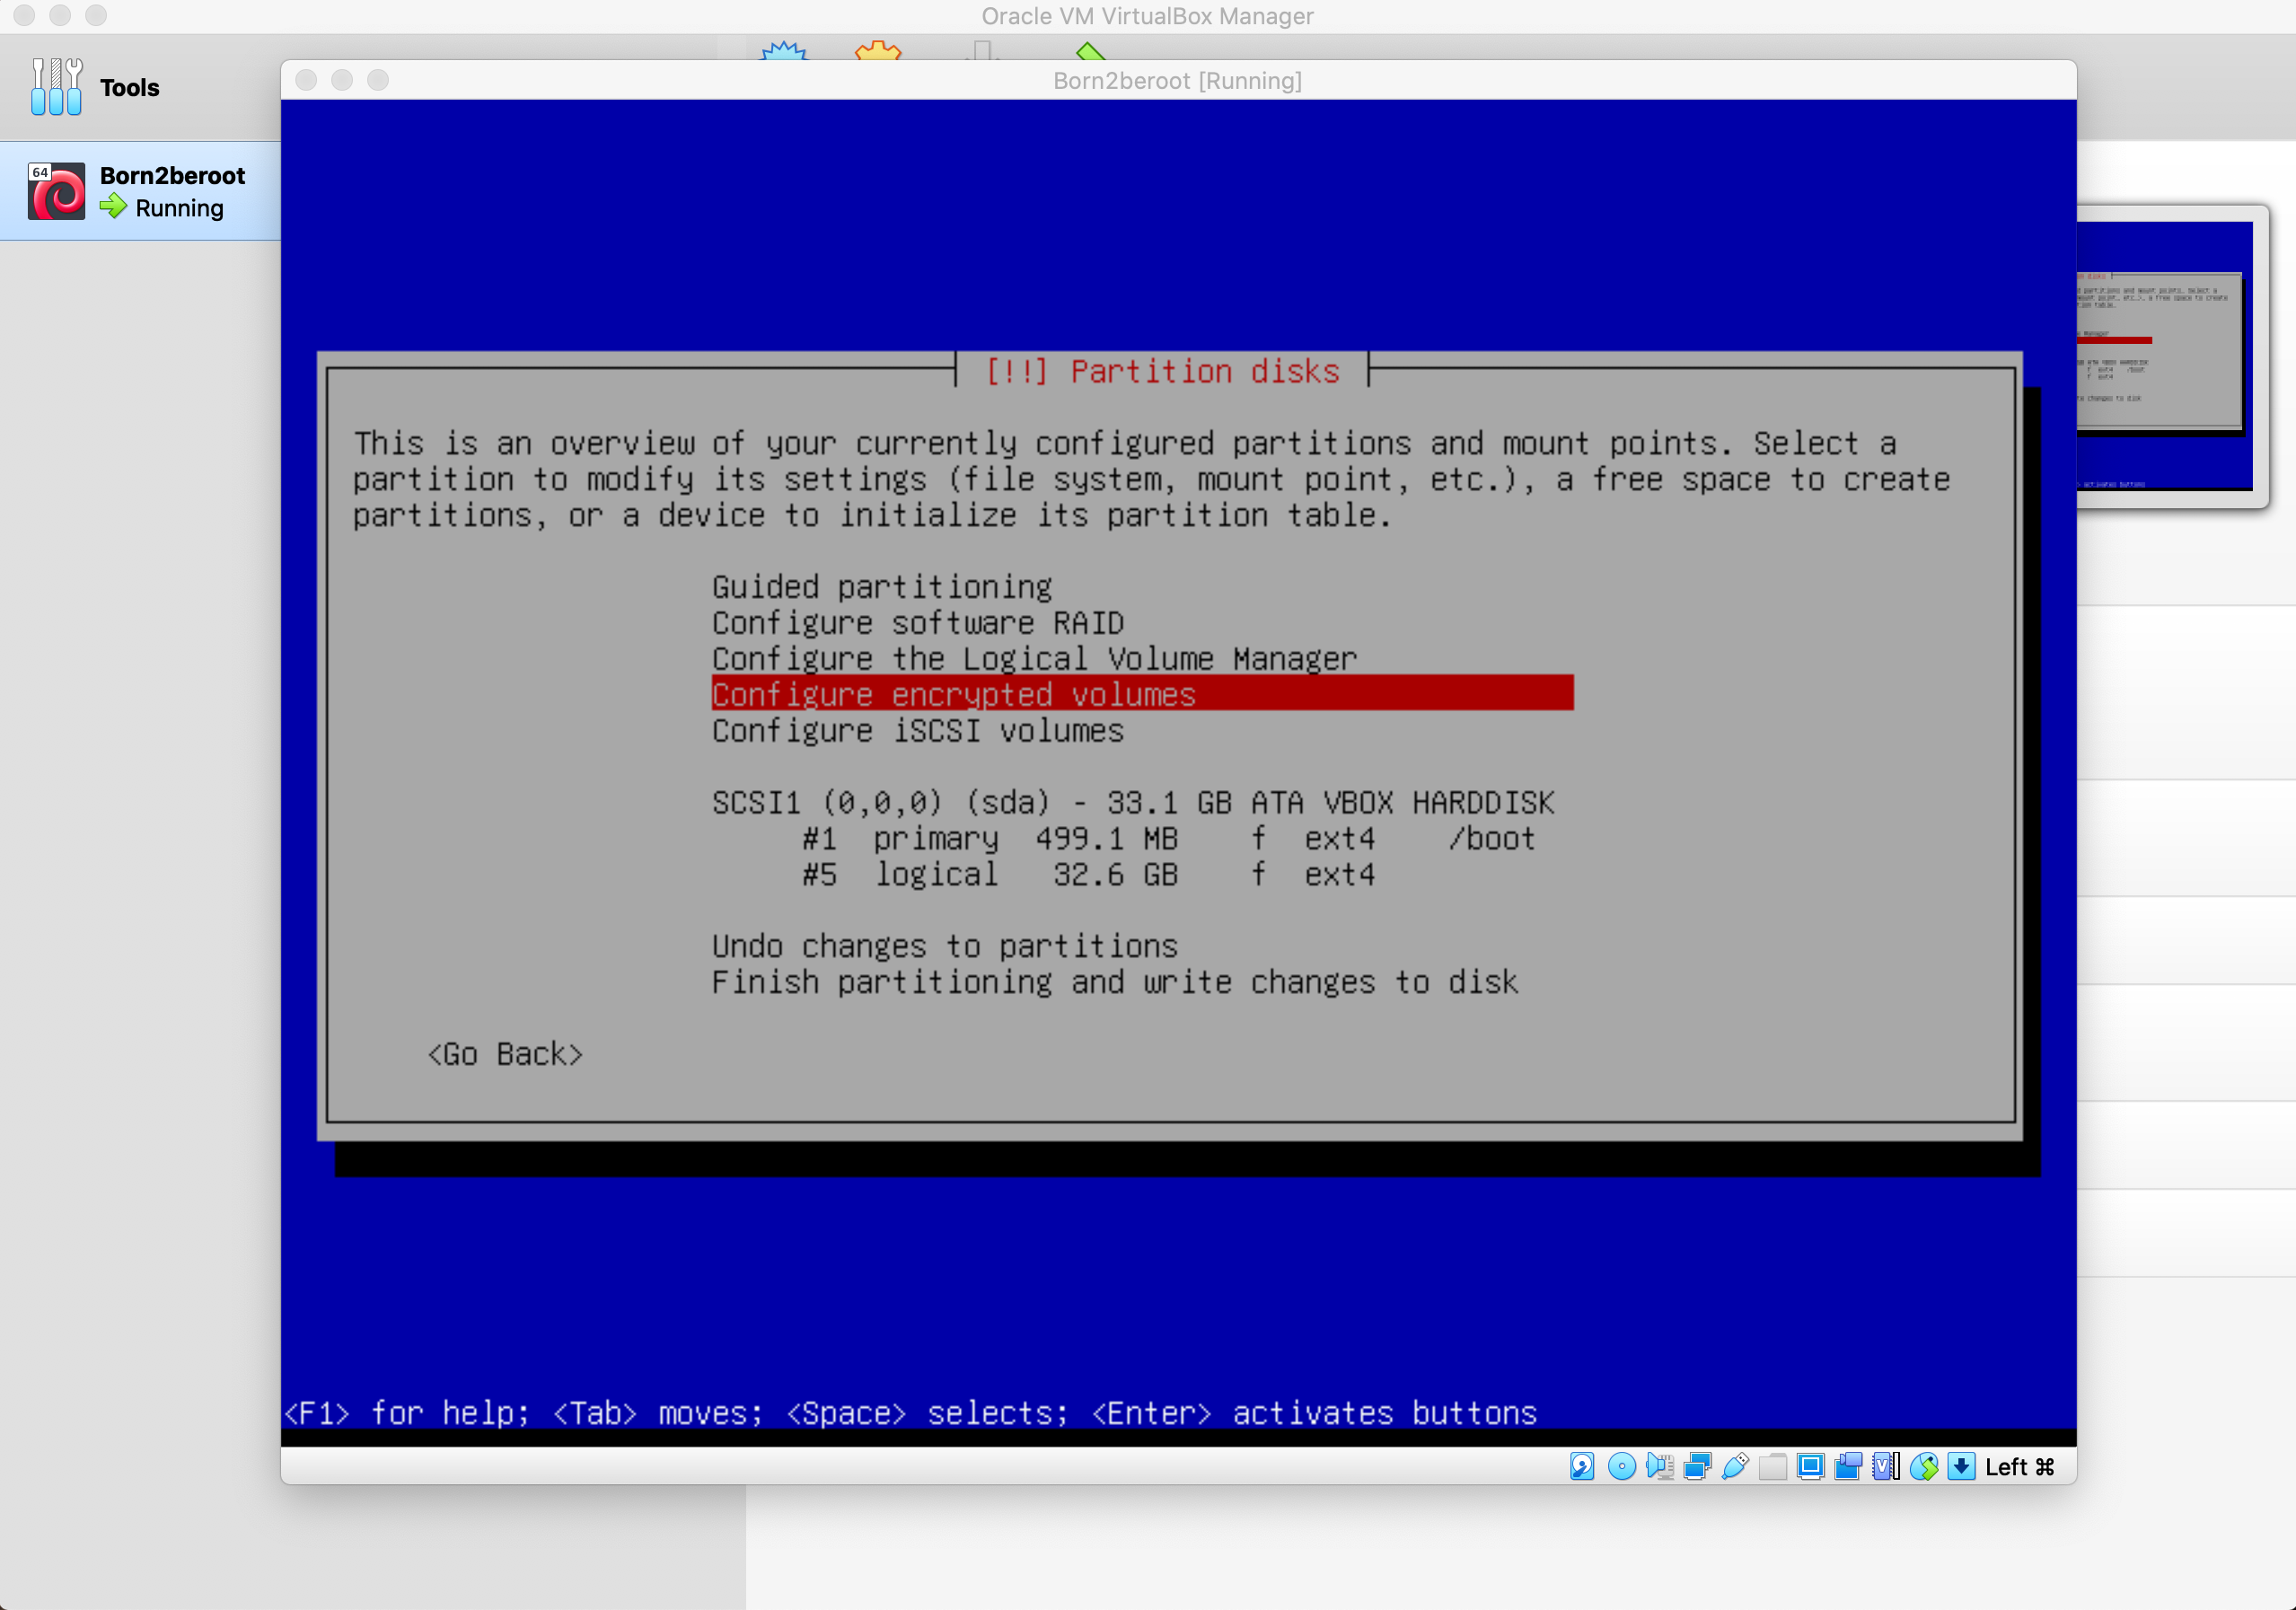 Oracle VM VirtualBox Manager
Tools
Born2beroot [Running]
64
Born2beroot
Running
[!!] Partition disks
This is an overview of your currently configured partitions and mount points. Select a
partition to modify its settings (file system, mount point, etc.), a free space to create
partitions, or a device to initialize its partition table.
Guided partitioning
Configure software RAID
Configure the Logical Volume Manager
Configure encrypted volumes
Configure iSCSI volumes
SCSI1 (0,0,0) (sda) - 33.1 GB ATA VBOX HARDDISK
#1 primary 499.1 MB f ext4 /boot
#5 logical 32.6 GB f ext4
Undo changes to partitions
Finish partitioning and write changes to disk
<Go Back>
<F1> for help; <Tab> moves; <Space> selects; <Enter> activates buttons
Left ⌘